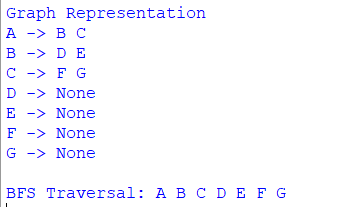 Graph Representation
A -> B C
B -> D E
C -> F G
D -> None
E -> None
F -> None
G -> None
BFS Traversal: A B C D E F G